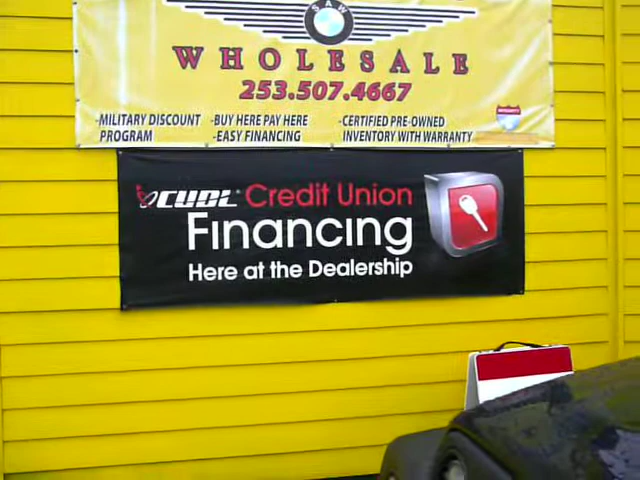 SAW
WHOLESALE
253.507.4667
-MILITARY DISCOUNT PROGRAM
-BUY HERE PAY HERE
-EASY FINANCING
-CERTIFIED PRE-OWNED INVENTORY WITH WARRANTY
CUDL Credit Union
Financing
Here at the Dealership